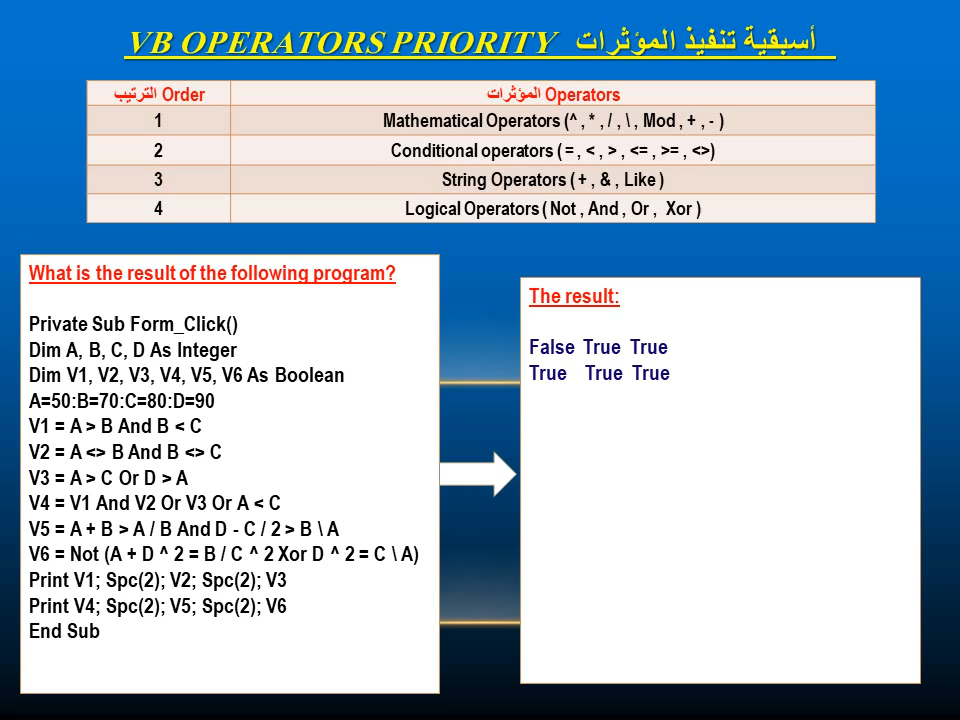 VB OPERATORS PRIORITY أسبقية تنفيذ المؤثرات
الترتيب Order
المؤثرات Operators
1
Mathematical Operators (^ , * , / , \ , Mod , + , - )
2
Conditional operators ( = , < , > , <= , >= , <>)
3
String Operators ( + , & , Like )
4
Logical Operators ( Not , And , Or , Xor )
What is the result of the following program?
Private Sub Form_Click()
Dim A, B, C, D As Integer
Dim V1, V2, V3, V4, V5, V6 As Boolean
A=50:B=70:C=80:D=90
V1 = A > B And B < C
V2 = A <> B And B <> C
V3 = A > C Or D > A
V4 = V1 And V2 Or V3 Or A < C
V5 = A + B > A / B And D - C / 2 > B \ A
V6 = Not (A + D ^ 2 = B / C ^ 2 Xor D ^ 2 = C \ A)
Print V1; Spc(2); V2; Spc(2); V3
Print V4; Spc(2); V5; Spc(2); V6
End Sub
The result:
False True True
True True True